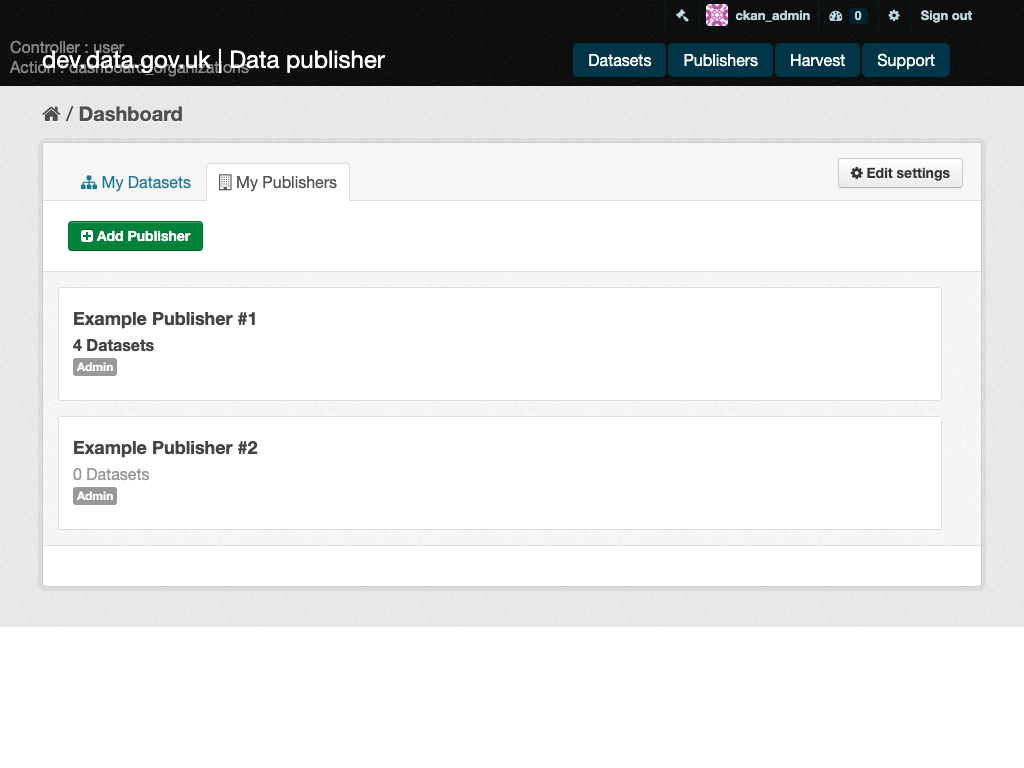 ckan_admin 0 Sign out
Controller : user
dev.data.gov.uk | Data publisher
Action : dashboard_organizations
Datasets Publishers Harvest Support
/ Dashboard
My Datasets My Publishers Edit settings
Add Publisher
Example Publisher #1
4 Datasets
Admin
Example Publisher #2
0 Datasets
Admin